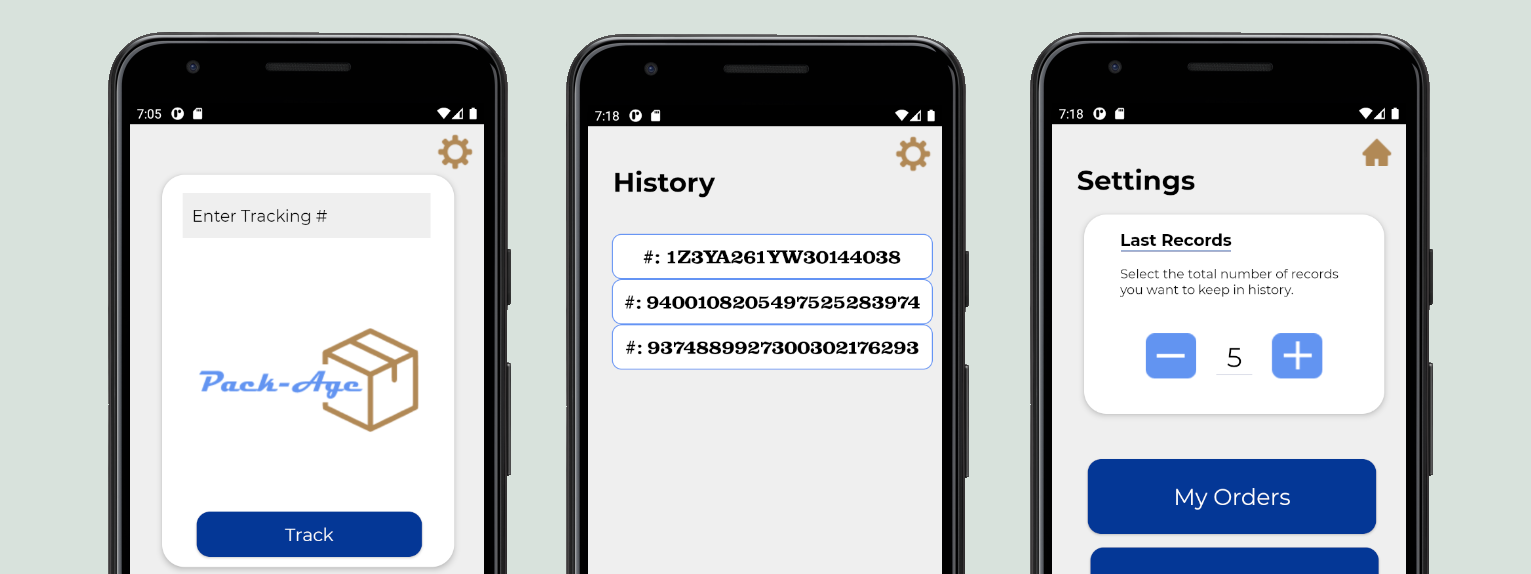 7:05
Enter Tracking #
Pack-Age
Track
7:18
History
#: 1Z3YA261YW30144038
#: 9400108205497525283974
#: 9374889927300302176293
7:18
Settings
Last Records
Select the total number of records
you want to keep in history.
5
My Orders